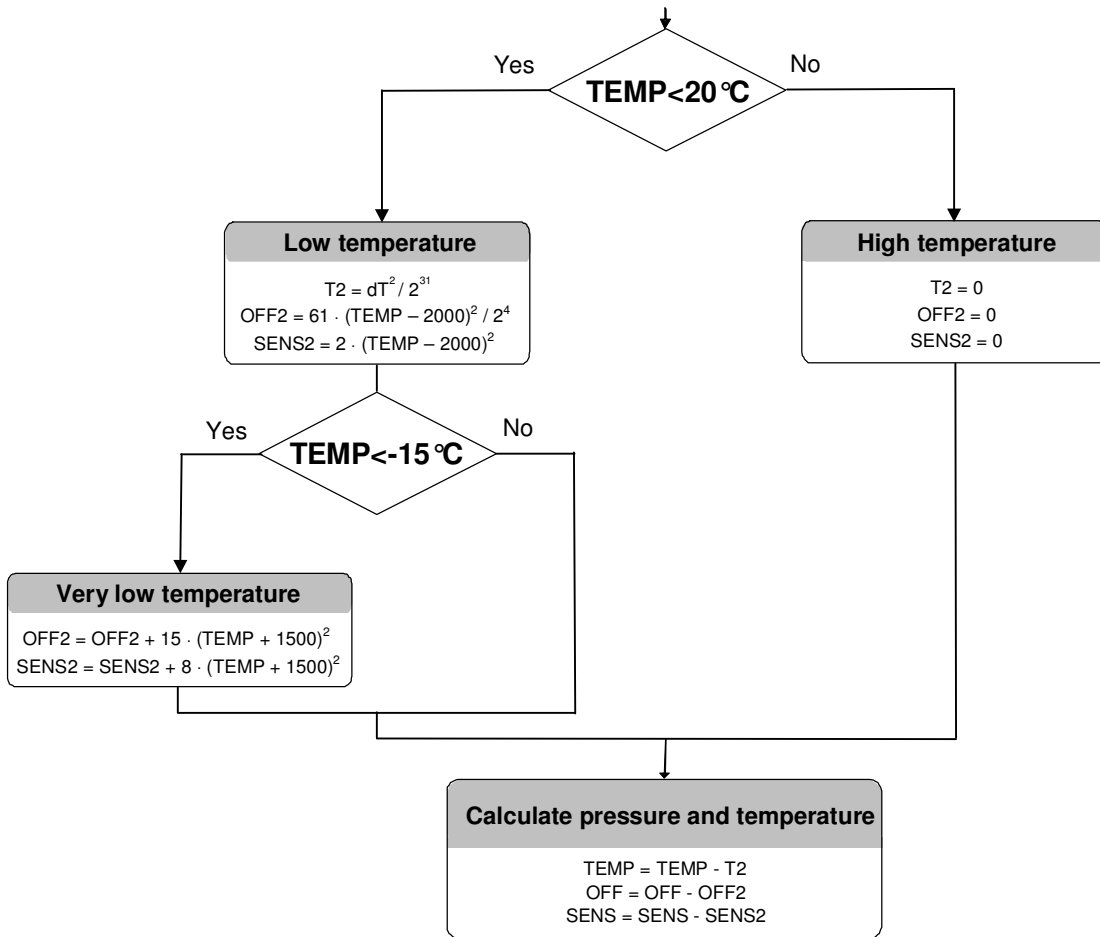 Yes
No
TEMP<20°C
Low temperature
T2 = dT² / 2³¹
OFF2 = 61 · (TEMP – 2000)² / 2⁴
SENS2 = 2 · (TEMP – 2000)²
High temperature
T2 = 0
OFF2 = 0
SENS2 = 0
Yes
No
TEMP<-15°C
Very low temperature
OFF2 = OFF2 + 15 · (TEMP + 1500)²
SENS2 = SENS2 + 8 · (TEMP + 1500)²
Calculate pressure and temperature
TEMP = TEMP - T2
OFF = OFF - OFF2
SENS = SENS - SENS2